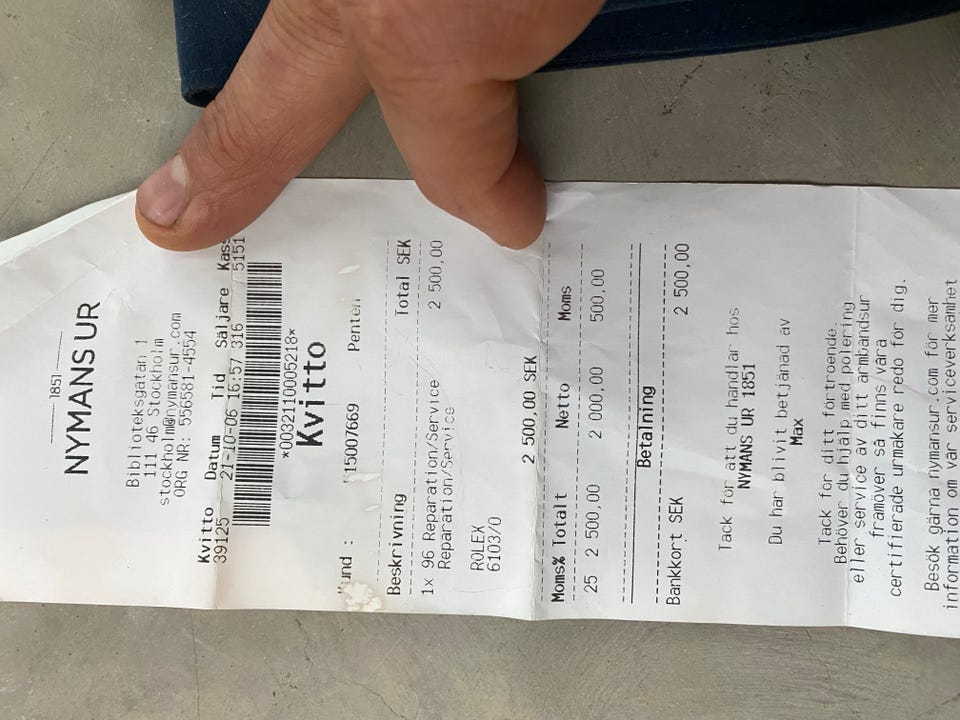 1851
NYMANS UR
Biblioteksgatan 1
111 46 Stockholm
stockholm@nymansur.com
ORG NR: 556581-4554
Kvitto Datum Tid Säljare Kass
39125 21-10-06 16:57 316 5151
*0032110005218*
Kvitto
Kund : 15007669 Penten
Beskrivning Total SEK
1x 96 Reparation/Service 2 500,00
Reparation/Service
ROLEX
6103/0
2 500,00 SEK
Moms% Totalt Netto Moms
25 2 500,00 2 000,00 500,00
Betalning
Bankkort SEK 2 500,00
Tack för att du handlar hos
NYMANS UR 1851
Du har blivit betjänad av
Max
Tack för ditt förtroende.
Behöver du hjälp med polering
eller service av ditt armbandsur
framöver så finns våra
certifierade urmakare redo för dig.
Besök gärna nymansur.com för mer
information om vår serviceverksamhet